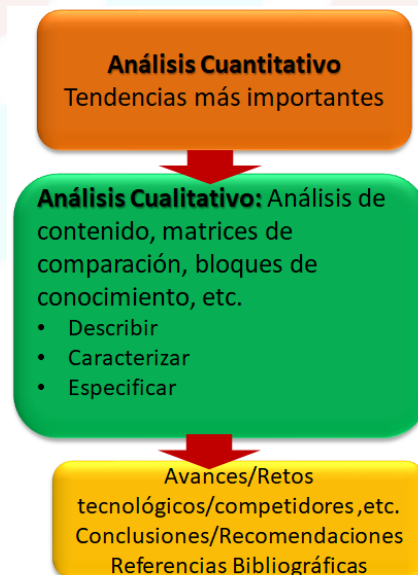 Análisis Cuantitativo
Tendencias más importantes
Análisis Cualitativo: Análisis de
contenido, matrices de
comparación, bloques de
conocimiento, etc.
• Describir
• Caracterizar
• Especificar
Avances/Retos
tecnológicos/competidores,etc.
Conclusiones/Recomendaciones
Referencias Bibliográficas